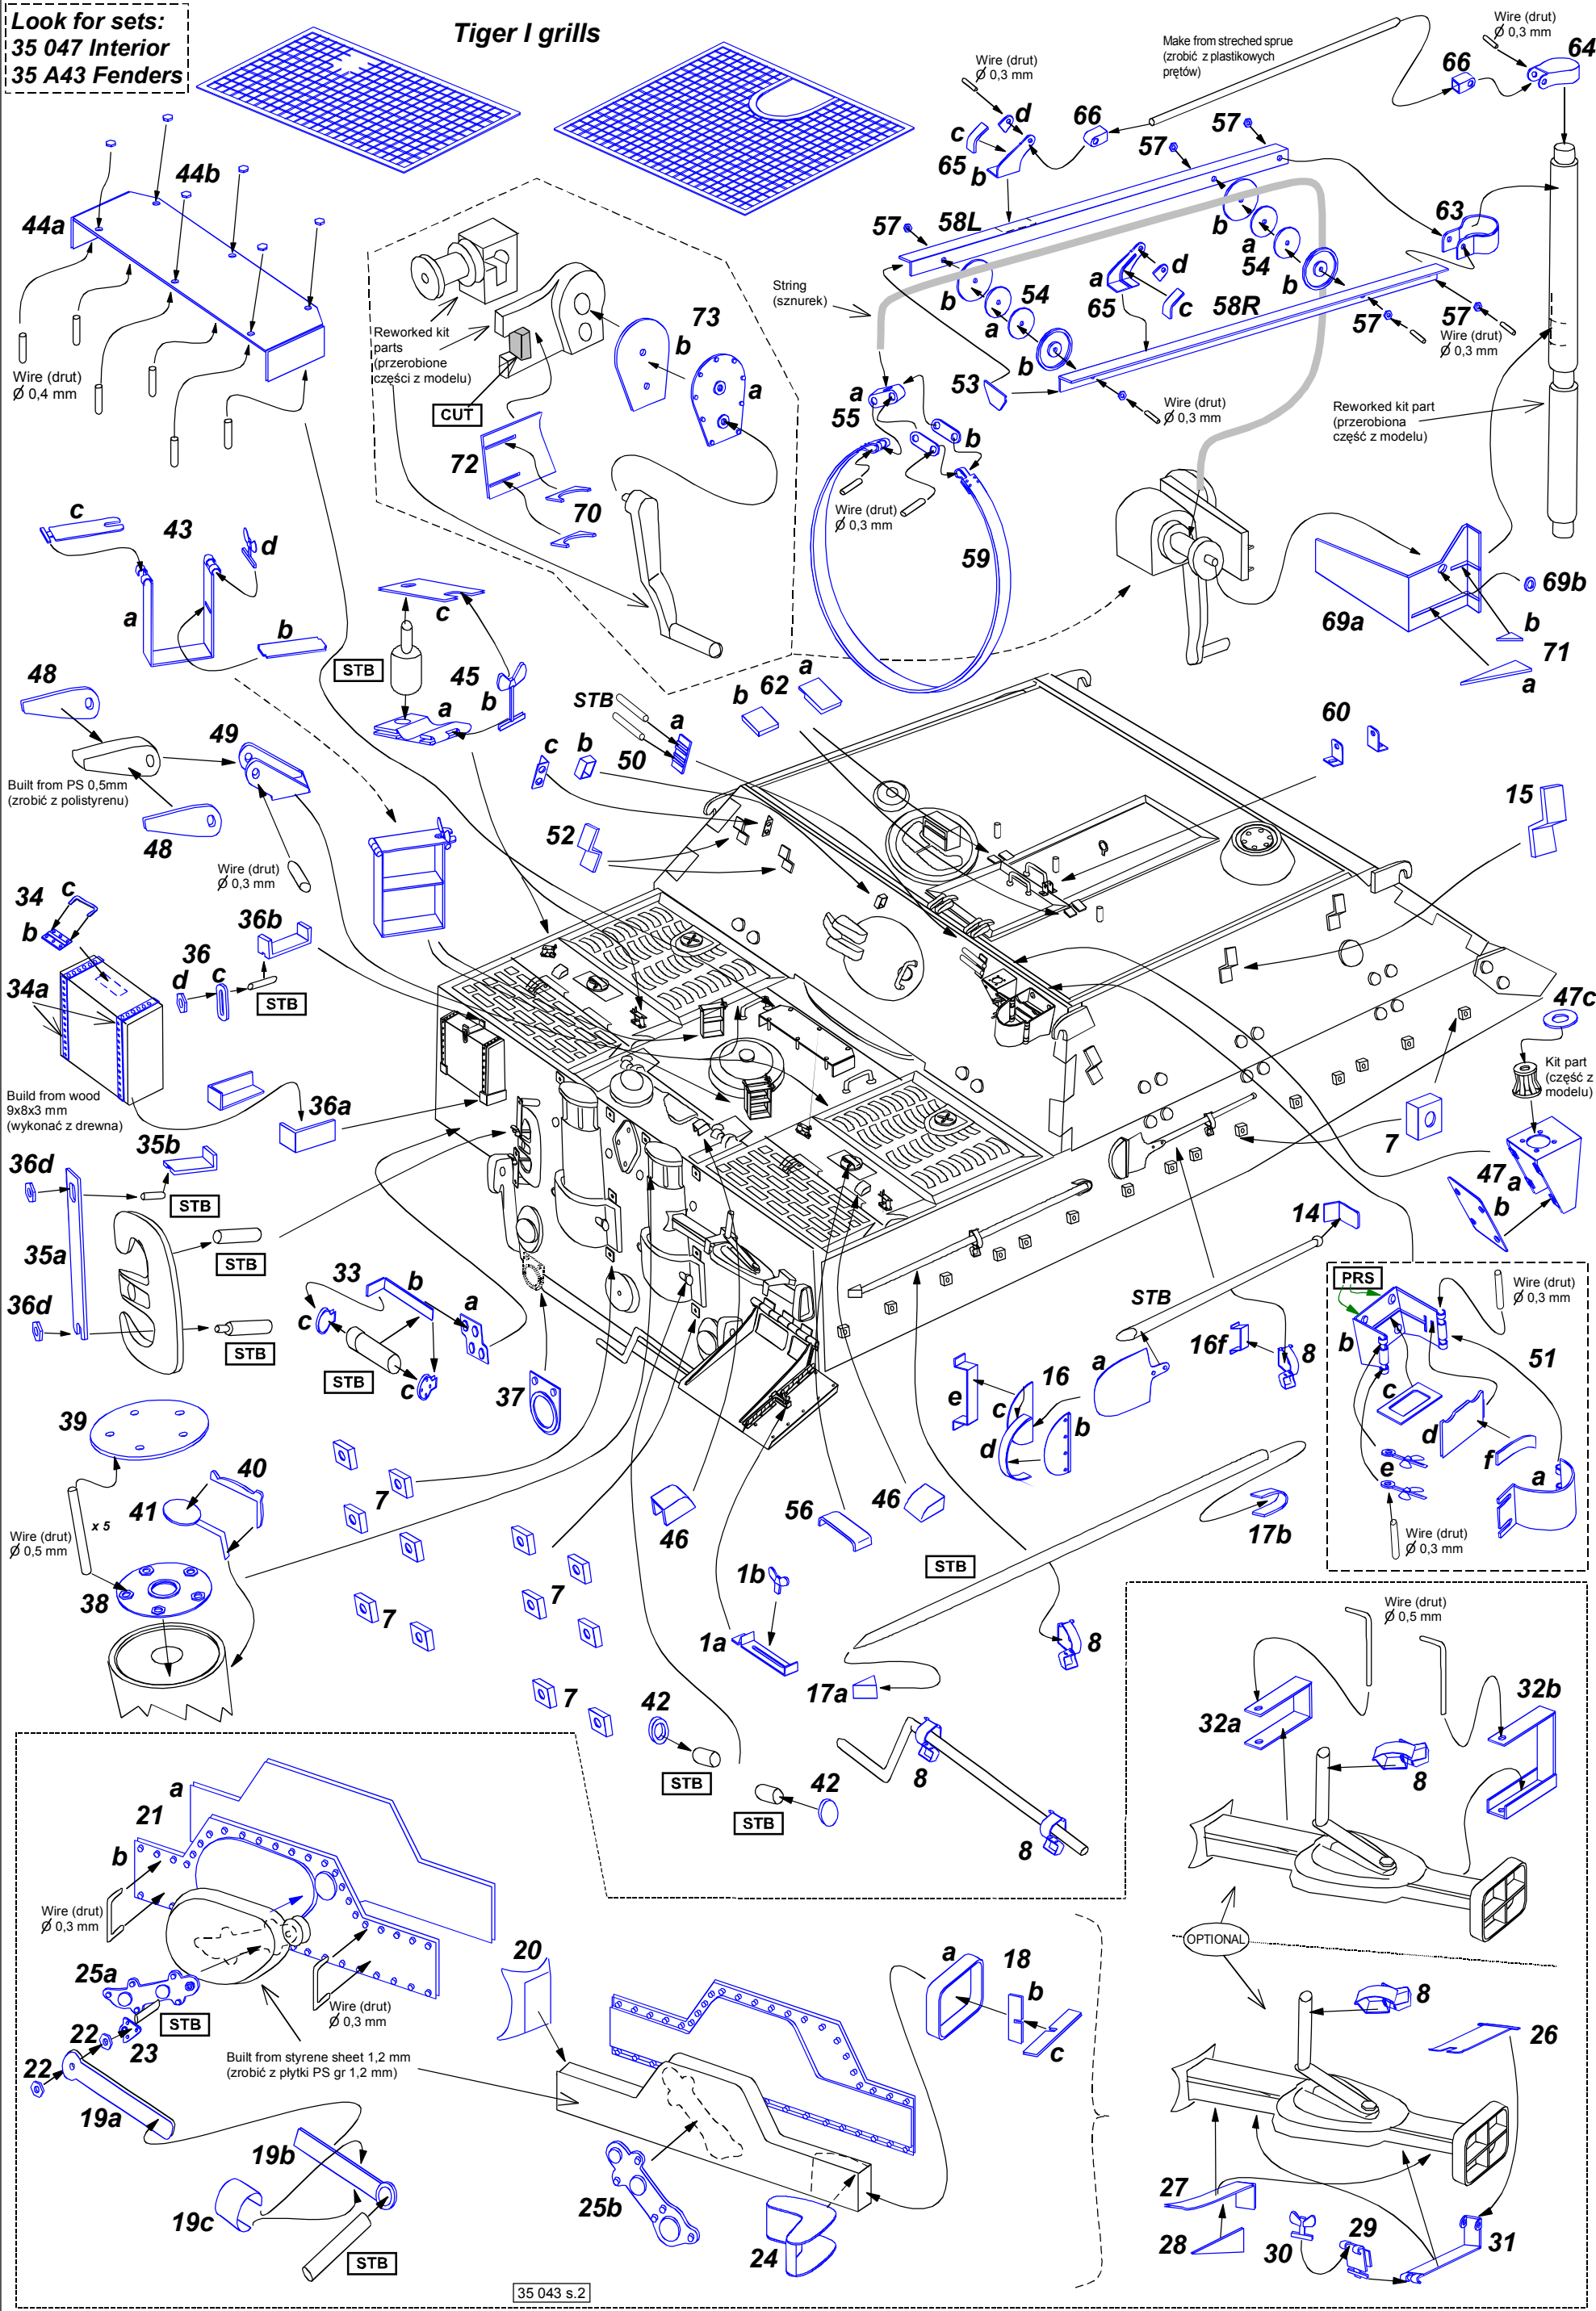 Look for sets:
35 047 Interior
35 A43 Fenders
Tiger I grills
Wire (drut)
Ø 0,3 mm
64
Make from streched sprue
(zrobić z plastikowych
prętów)
66
Wire (drut)
Ø 0,3 mm
d
c
66
65
b
57
57
44b
44a
58L
57
63
b
a
54
b
d
a
65
c
58R
String
(sznurek)
b
54
a
b
57
57
Wire (drut)
Ø 0,3 mm
Reworked kit
parts
(przerobione
części z modelu)
73
b
a
CUT
Wire (drut)
Ø 0,4 mm
53
a
55
b
Wire (drut)
Ø 0,3 mm
Reworked kit part
(przerobiona
część z modelu)
72
70
Wire (drut)
Ø 0,3 mm
59
c
43
d
a
b
c
STB
45
b
a
69b
69a
b
71
a
48
49
Built from PS 0,5mm
(zrobić z polistyrenu)
48
Wire (drut)
Ø 0,3 mm
STB
a
b
62
a
c
b
50
60
52
15
34
c
b
36b
36
d
c
STB
34a
47c
Kit part
(część z
modelu)
Build from wood
9x8x3 mm
(wykonać z drewna)
36a
7
35b
36d
STB
47
a
b
35a
STB
14
36d
STB
33
b
a
c
STB
c
37
STB
PRS
Wire (drut)
Ø 0,3 mm
b
51
c
d
f
e
a
Wire (drut)
Ø 0,3 mm
16f
8
a
16
e
c
d
b
39
40
41
x 5
Wire (drut)
Ø 0,5 mm
38
7
7
7
7
46
56
46
17b
STB
1b
1a
8
17a
42
STB
STB
42
8
8
Wire (drut)
Ø 0,5 mm
32a
32b
8
OPTIONAL
8
26
27
28
30
29
31
a
21
b
Wire (drut)
Ø 0,3 mm
25a
STB
22
23
22
Wire (drut)
Ø 0,3 mm
Built from styrene sheet 1,2 mm
(zrobić z płytki PS gr 1,2 mm)
19a
19b
19c
STB
20
a
18
b
c
25b
24
35 043 s.2